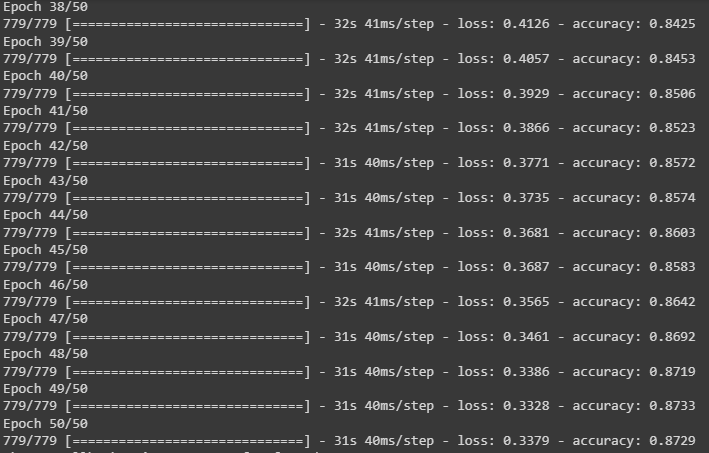 Epoch 38/50
779/779 [==============================] - 32s 41ms/step - loss: 0.4126 - accuracy: 0.8425
Epoch 39/50
779/779 [==============================] - 32s 41ms/step - loss: 0.4057 - accuracy: 0.8453
Epoch 40/50
779/779 [==============================] - 32s 41ms/step - loss: 0.3929 - accuracy: 0.8506
Epoch 41/50
779/779 [==============================] - 32s 41ms/step - loss: 0.3866 - accuracy: 0.8523
Epoch 42/50
779/779 [==============================] - 31s 40ms/step - loss: 0.3771 - accuracy: 0.8572
Epoch 43/50
779/779 [==============================] - 31s 40ms/step - loss: 0.3735 - accuracy: 0.8574
Epoch 44/50
779/779 [==============================] - 32s 41ms/step - loss: 0.3681 - accuracy: 0.8603
Epoch 45/50
779/779 [==============================] - 31s 40ms/step - loss: 0.3687 - accuracy: 0.8583
Epoch 46/50
779/779 [==============================] - 32s 41ms/step - loss: 0.3565 - accuracy: 0.8642
Epoch 47/50
779/779 [==============================] - 31s 40ms/step - loss: 0.3461 - accuracy: 0.8692
Epoch 48/50
779/779 [==============================] - 31s 40ms/step - loss: 0.3386 - accuracy: 0.8719
Epoch 49/50
779/779 [==============================] - 31s 40ms/step - loss: 0.3328 - accuracy: 0.8733
Epoch 50/50
779/779 [==============================] - 31s 40ms/step - loss: 0.3379 - accuracy: 0.8729